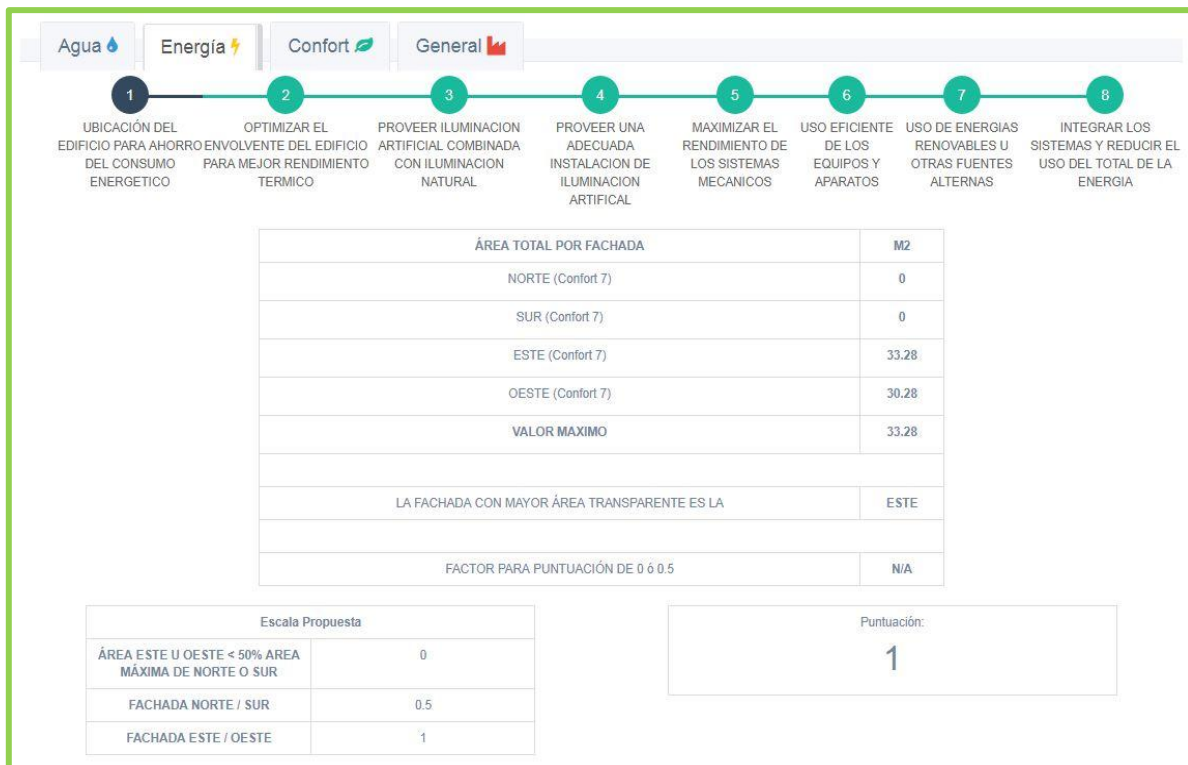 Agua Energía Confort General
1 2 3 4 5 6 7 8
UBICACIÓN DEL
EDIFICIO PARA AHORRO
DEL CONSUMO
ENERGETICO
OPTIMIZAR EL
ENVOLVENTE DEL EDIFICIO
PARA MEJOR RENDIMIENTO
TERMICO
PROVEER ILUMINACION
ARTIFICIAL COMBINADA
CON ILUMINACION
NATURAL
PROVEER UNA
ADECUADA
INSTALACION DE
ILUMINACION
ARTIFICAL
MAXIMIZAR EL
RENDIMIENTO DE
LOS SISTEMAS
MECANICOS
USO EFICIENTE
DE LOS
EQUIPOS Y
APARATOS
USO DE ENERGIAS
RENOVABLES U
OTRAS FUENTES
ALTERNAS
INTEGRAR LOS
SISTEMAS Y REDUCIR EL
USO DEL TOTAL DE LA
ENERGIA
ÁREA TOTAL POR FACHADA M2
NORTE (Confort 7) 0
SUR (Confort 7) 0
ESTE (Confort 7) 33.28
OESTE (Confort 7) 30.28
VALOR MAXIMO 33.28
LA FACHADA CON MAYOR ÁREA TRANSPARENTE ES LA ESTE
FACTOR PARA PUNTUACIÓN DE 0 ó 0.5 N/A
Escala Propuesta
ÁREA ESTE U OESTE < 50% AREA
MÁXIMA DE NORTE O SUR 0
FACHADA NORTE / SUR 0.5
FACHADA ESTE / OESTE 1
Puntuación:
1